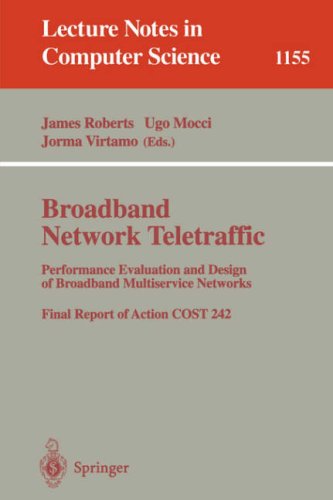 Lecture Notes in
Computer Science 1155
James Roberts Ugo Mocci
Jorma Virtamo (Eds.)
Broadband
Network Teletraffic
Performance Evaluation and Design
of Broadband Multiservice Networks
Final Report of Action COST 242
Springer